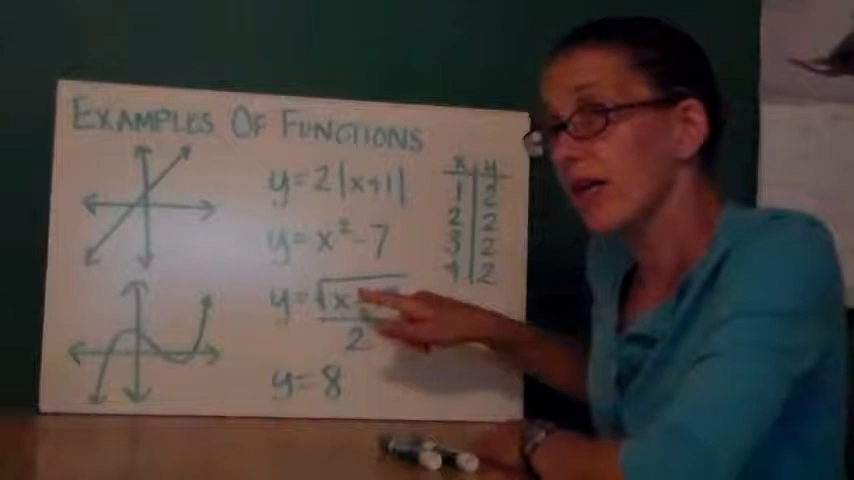 EXAMPLES OF FUNCTIONS
y=2|x+1|
y=x²-7
y=√x
2
y=8
x y
1 2
2 2
3 2
4 2